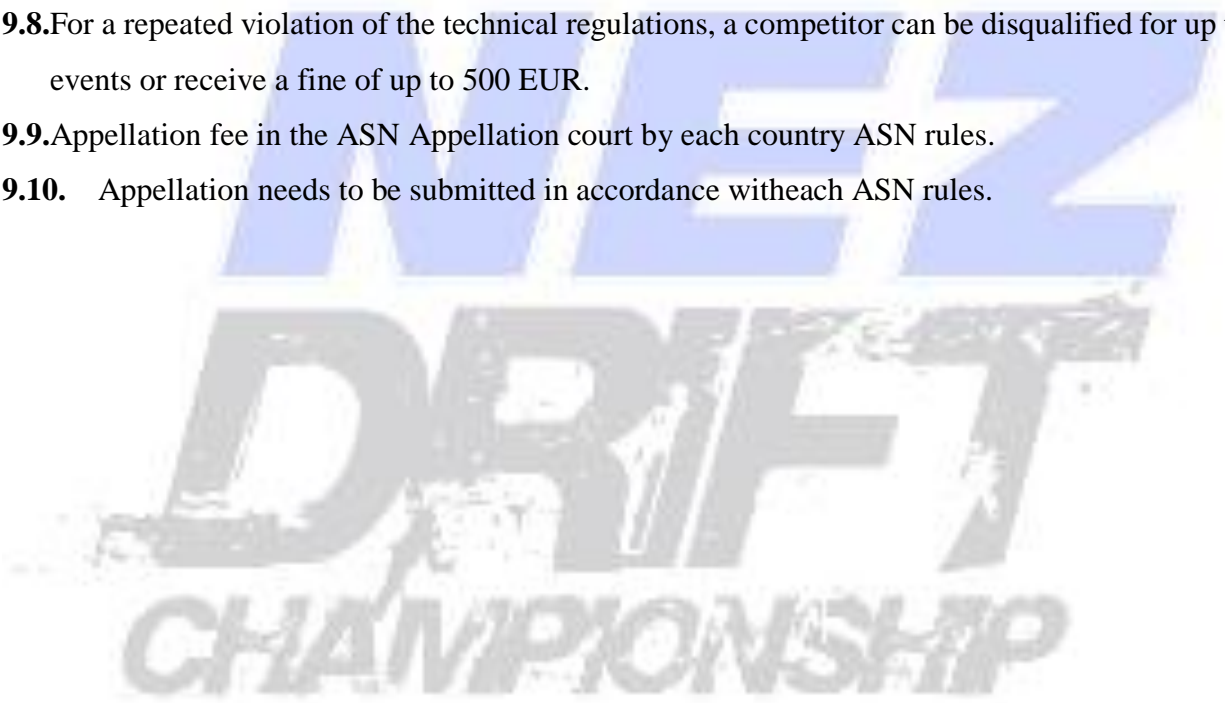 9.8.For a repeated violation of the technical regulations, a competitor can be disqualified for up
events or receive a fine of up to 500 EUR.
9.9.Appellation fee in the ASN Appellation court by each country ASN rules.
9.10. Appellation needs to be submitted in accordance witheach ASN rules.
NEZ
DRIFT
CHAMPIONSHIP